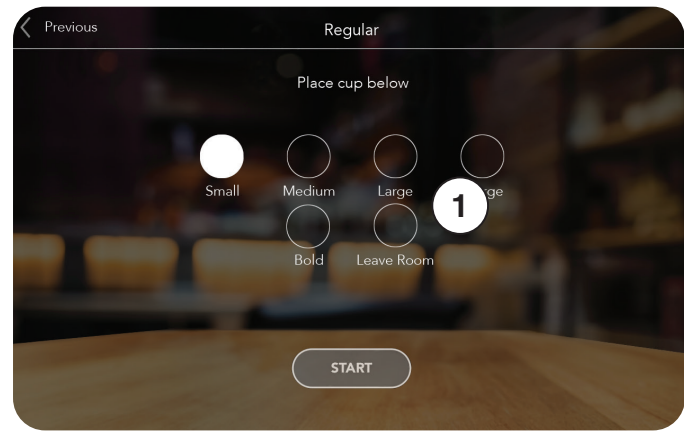 Previous
Regular
Place cup below
Small Medium Large
1
Bold Leave Room
START